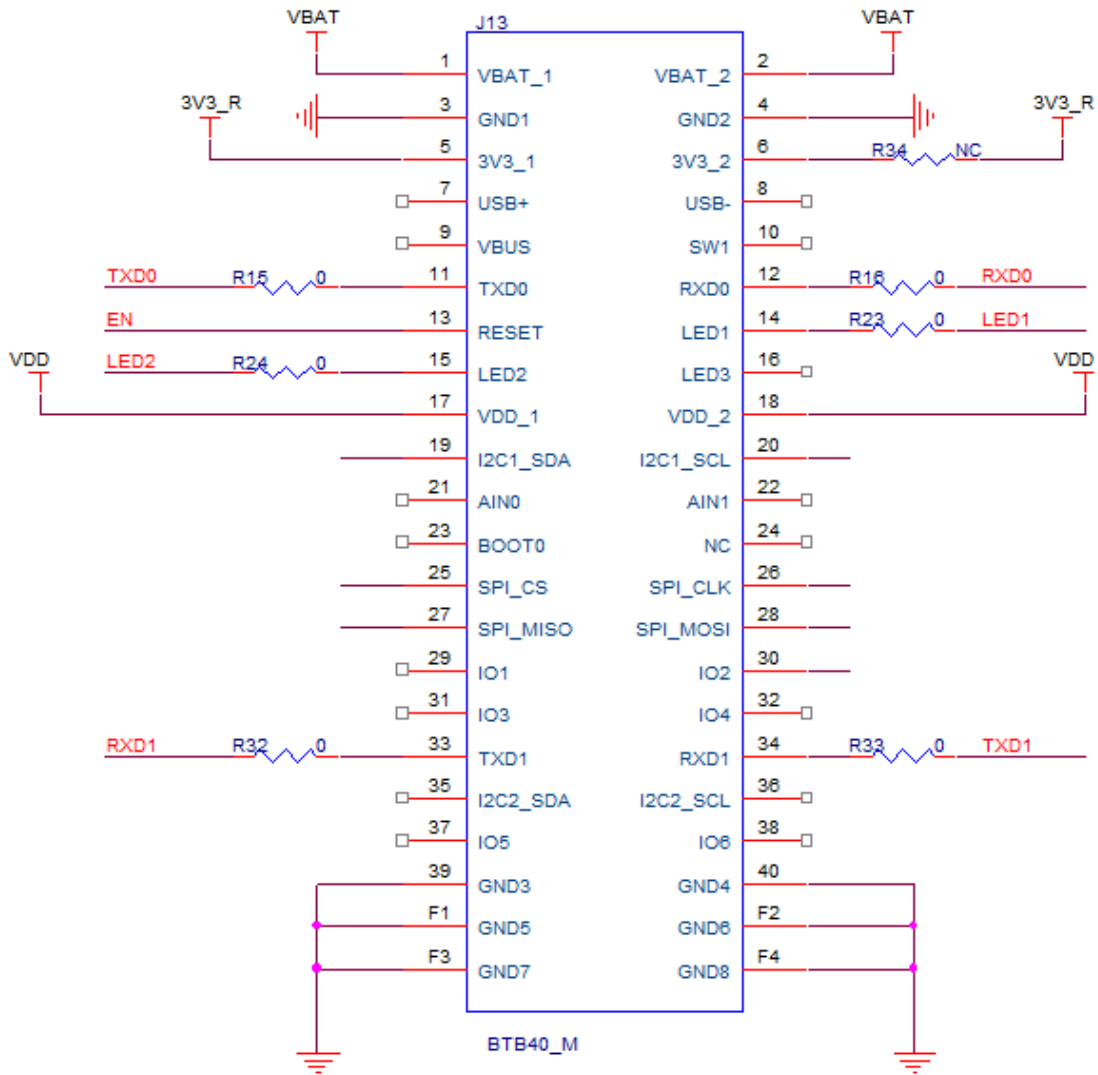 VBAT VBAT
J13
1 VBAT_1 VBAT_2 2
3V3_R 3 GND1 GND2 4 3V3_R
5 3V3_1 3V3_2 6 R34 NC
7 USB+ USB- 8
9 VBUS SW1 10
TXD0 R15 0 11 TXD0 RXD0 12 R16 0 RXD0
EN 13 RESET LED1 14 R23 0 LED1
VDD LED2 R24 0 15 LED2 LED3 16 VDD
17 VDD_1 VDD_2 18
19 I2C1_SDA I2C1_SCL 20
21 AIN0 AIN1 22
23 BOOT0 NC 24
25 SPI_CS SPI_CLK 26
27 SPI_MISO SPI_MOSI 28
29 IO1 IO2 30
31 IO3 IO4 32
RXD1 R32 0 33 TXD1 RXD1 34 R33 0 TXD1
35 I2C2_SDA I2C2_SCL 36
37 IO5 IO6 38
39 GND3 GND4 40
F1 GND5 GND6 F2
F3 GND7 GND8 F4
BTB40_M